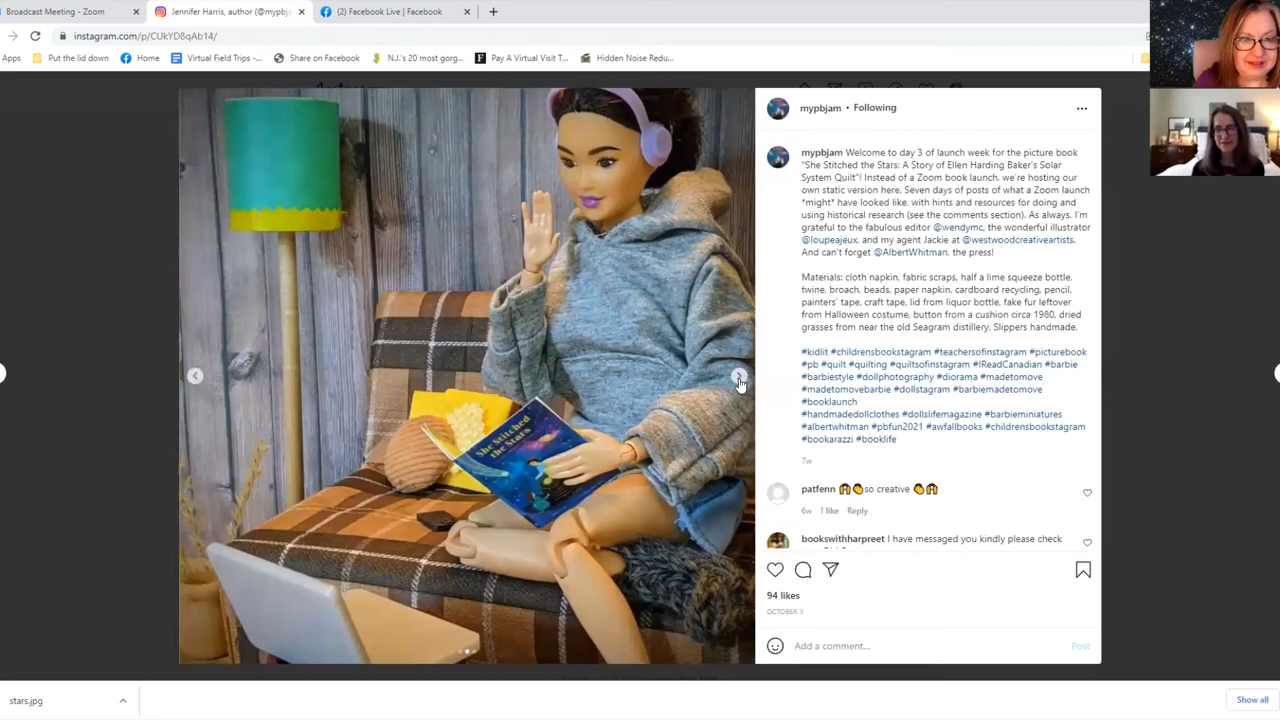 Broadcast Meeting - Zoom
Jennifer Harris, author (@mypbj
(2) Facebook Live | Facebook
instagram.com/p/CUkYD8qAb14/
Apps Put the lid down Home Virtual Field Trips -... Share on Facebook N.J.'s 20 most gorg... Pay A Virtual Visit T... Hidden Noise Redu...
mypbjam • Following
mypbjam Welcome to day 3 of launch week for the picture book
"She Stitched the Stars: A Story of Ellen Harding Baker's Solar
System Quilt"! Instead of a Zoom book launch, we're hosting our
own static version here. Seven days of posts of what a Zoom launch
*might* have looked like, with hints and resources for doing and
using historical research (see the comments section). As always, I'm
grateful to the fabulous editor @wendymc, the wonderful illustrator
@loupeajeux, and my agent Jackie at @westwoodcreativeartists.
And can't forget @AlbertWhitman, the press!
Materials: cloth napkin, fabric scraps, half a lime squeeze bottle,
twine, broach, beads, paper napkin, cardboard recycling, pencil,
painters' tape, craft tape, lid from liquor bottle, fake fur leftover
from Halloween costume, button from a cushion circa 1980, dried
grasses from near the old Seagram distillery. Slippers handmade.
#kidlit #childrensbookstagram #teachersofinstagram #picturebook
#pb #quilt #quilting #quiltsofinstagram #IReadCanadian #barbie
#barbiestyle #dollphotography #diorama #madetomove
#madetomovebarbie #dollstagram #barbiemadetomove
#booklaunch
#handmadedollclothes #dollslifemagazine #barbieminiatures
#albertwhitman #pbfun2021 #awfallbooks #childrensbookstagram
#bookarazzi #booklife
7w
patfenn 🙌👏so creative 👏🙌
6w 1 like Reply
bookswithharpreet I have messaged you kindly please check
94 likes
OCTOBER 3
Add a comment...
Post
She Stitched
the Stars
stars.jpg
Show all